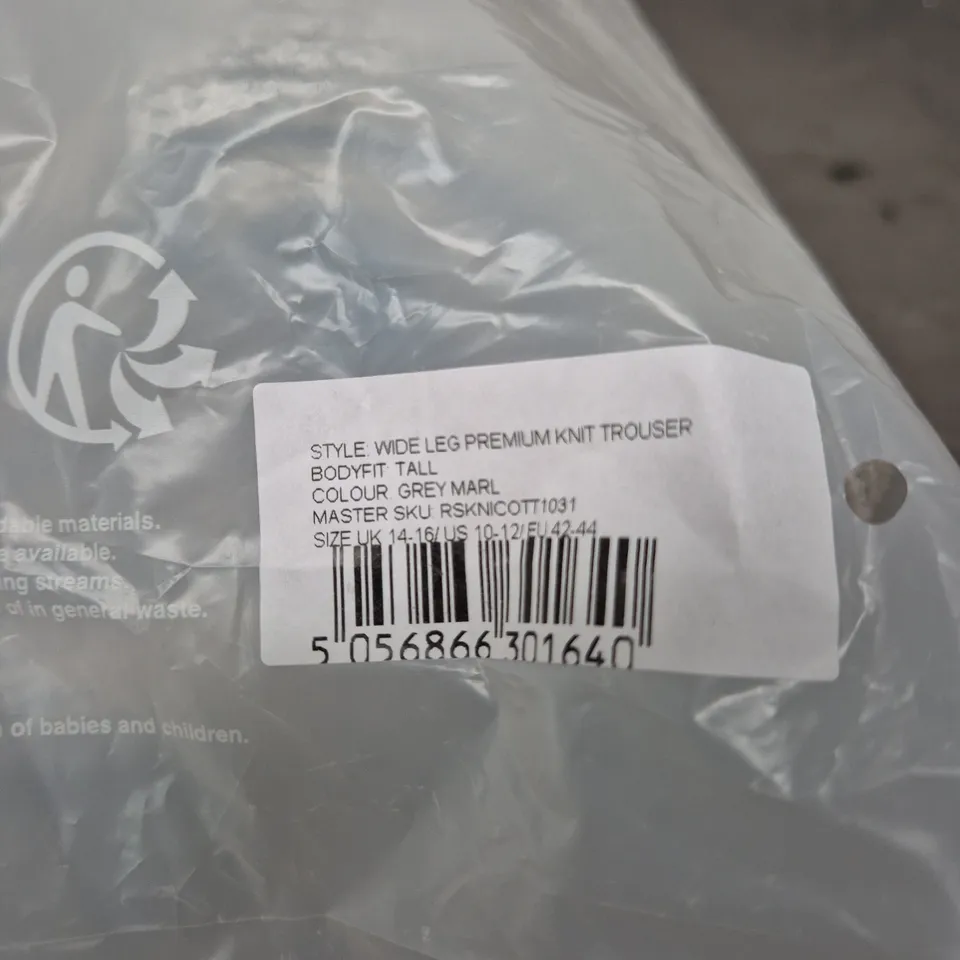 STYLE: WIDE LEG PREMIUM KNIT TROUSER
BODYFIT: TALL
COLOUR: GREY MARL
MASTER SKU: RSKNICOTT1031
SIZE UK 14-16/ US 10-12/ EU 42-44
5 056866 301640
materials.
available.
streams.
of in general waste.
of babies and children.